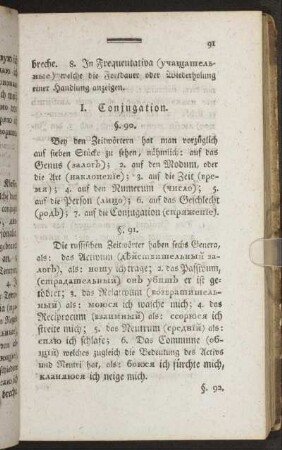 91
breche. 8. In Frequentativa (учащатель-
ныє) welche die Fortdauer oder Wiederholung
einer Handlung anzeigen.
I. Conjugation.
§. 90.
Bey den Zeitwörtern hat man vorzüglich
auf sieben Stücke zu sehen, nähmlich: auf das
Genus (залогъ); 2. auf den Modum, oder
die Art (наклоненїе); 3. auf die Zeit (вре-
мя); 4. auf den Numerum (число); 5.
auf die Person (лицо); 6. auf das Geschlecht
(родъ); 7. auf die Conjugation (спряженїе).
§. 91.
Die russischen Zeitwörter haben sechs Genera,
als: das Activum (дѣйствительный за-
логъ), als: ношу ich trage; 2. das Passivum,
(страдательный) онъ убитъ er ist ge-
tödtet; 3. das Relativum (возвратитель-
ный) als: моюся ich wasche mich; 4. das
Reciprocum (взаимный) als: ссорюся ich
streite mich; 5. das Neutrum (средний) als:
сплю ich schlafe; 6. Das Commune (об-
щій) welches zugleich die Bedeutung des Activs
und Neutri hat, als: боюся ich fürchte mich,
кланяюся ich neige mich.
§. 92.